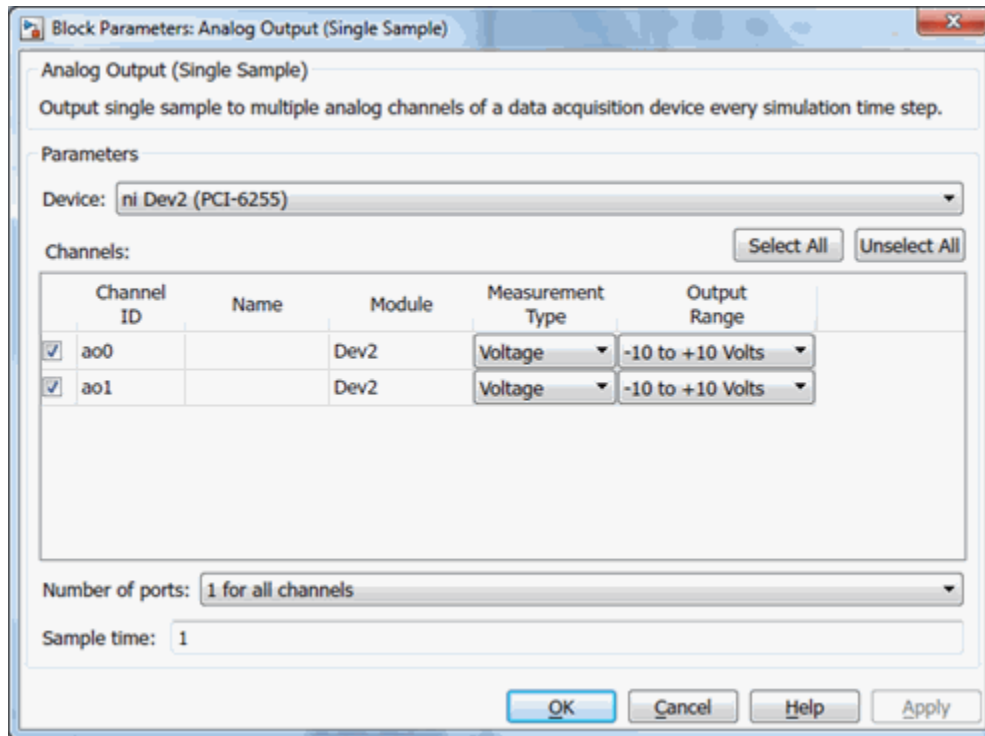 Block Parameters: Analog Output (Single Sample)
Analog Output (Single Sample)
Output single sample to multiple analog channels of a data acquisition device every simulation time step.
Parameters
Device: ni Dev2 (PCI-6255)
Channels: Select All Unselect All
Channel ID Name Module Measurement Type Output Range
ao0 Dev2 Voltage -10 to +10 Volts
ao1 Dev2 Voltage -10 to +10 Volts
Number of ports: 1 for all channels
Sample time: 1
OK Cancel Help Apply